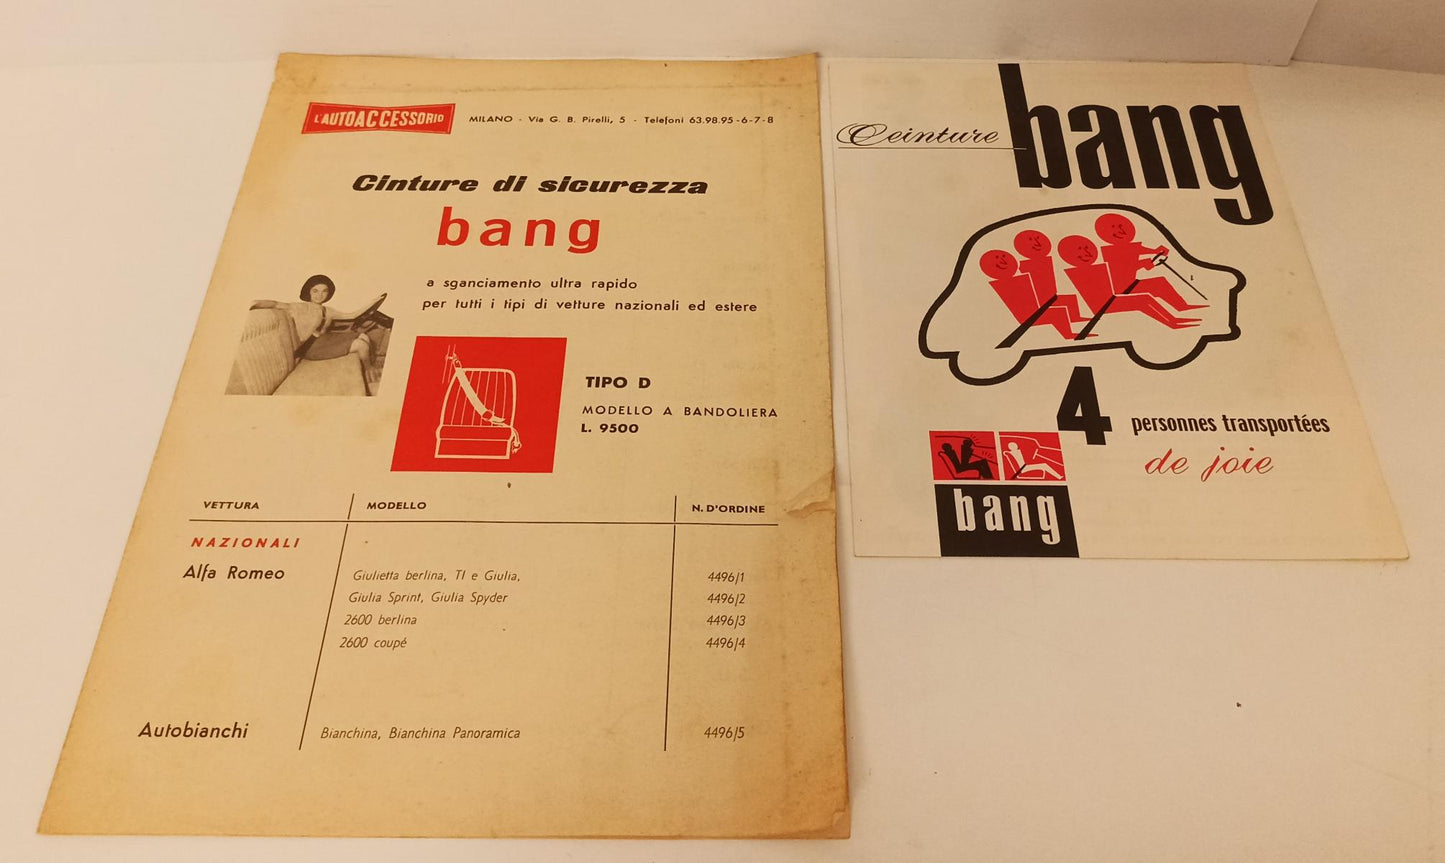 L'AUTOACCESSORIO
MILANO - Via G. B. Pirelli, 5 - Telefoni 63.98.95-6-7-8
Cinture di sicurezza
bang
a sganciamento ultra rapido
per tutti i tipi di vetture nazionali ed estere
TIPO D
MODELLO A BANDOLIERA
L. 9500
VETTURA MODELLO N. D'ORDINE
NAZIONALI
Alfa Romeo Giulietta berlina, TI e Giulia, 4496/1
Giulia Sprint, Giulia Spyder 4496/2
2600 berlina 4496/3
2600 coupé 4496/4
Autobianchi Bianchina, Bianchina Panoramica 4496/5
Ceinture bang
4 personnes transportées
de joie
bang